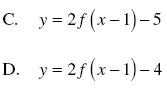 C. y = 2f(x − 1) − 5
D. y = 2f(x − 1) − 4